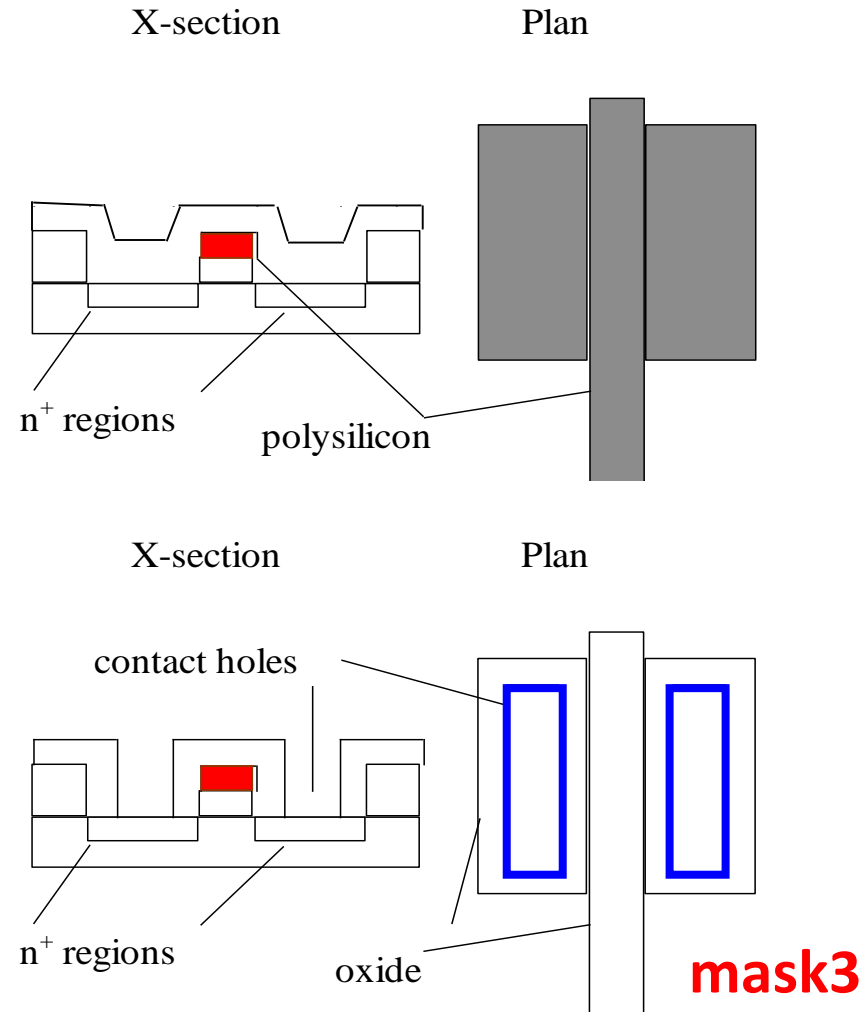 X-section Plan
n+ regions
polysilicon
X-section Plan
contact holes
n+ regions
oxide
mask3